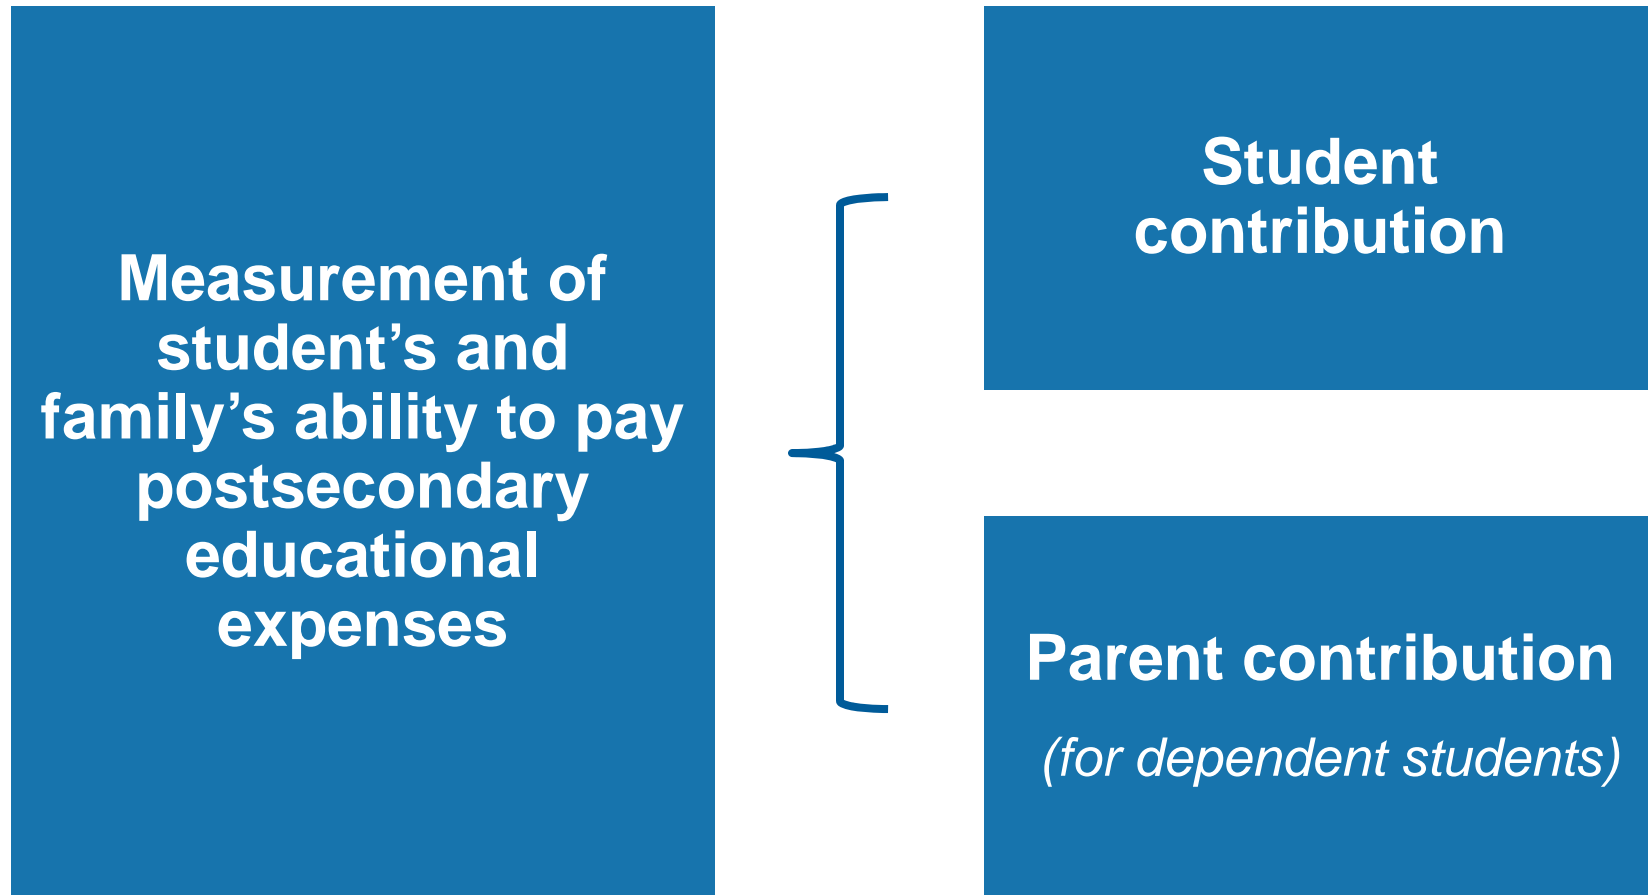 Measurement of
student’s and
family’s ability to pay
postsecondary
educational
expenses
Student
contribution
Parent contribution
(for dependent students)